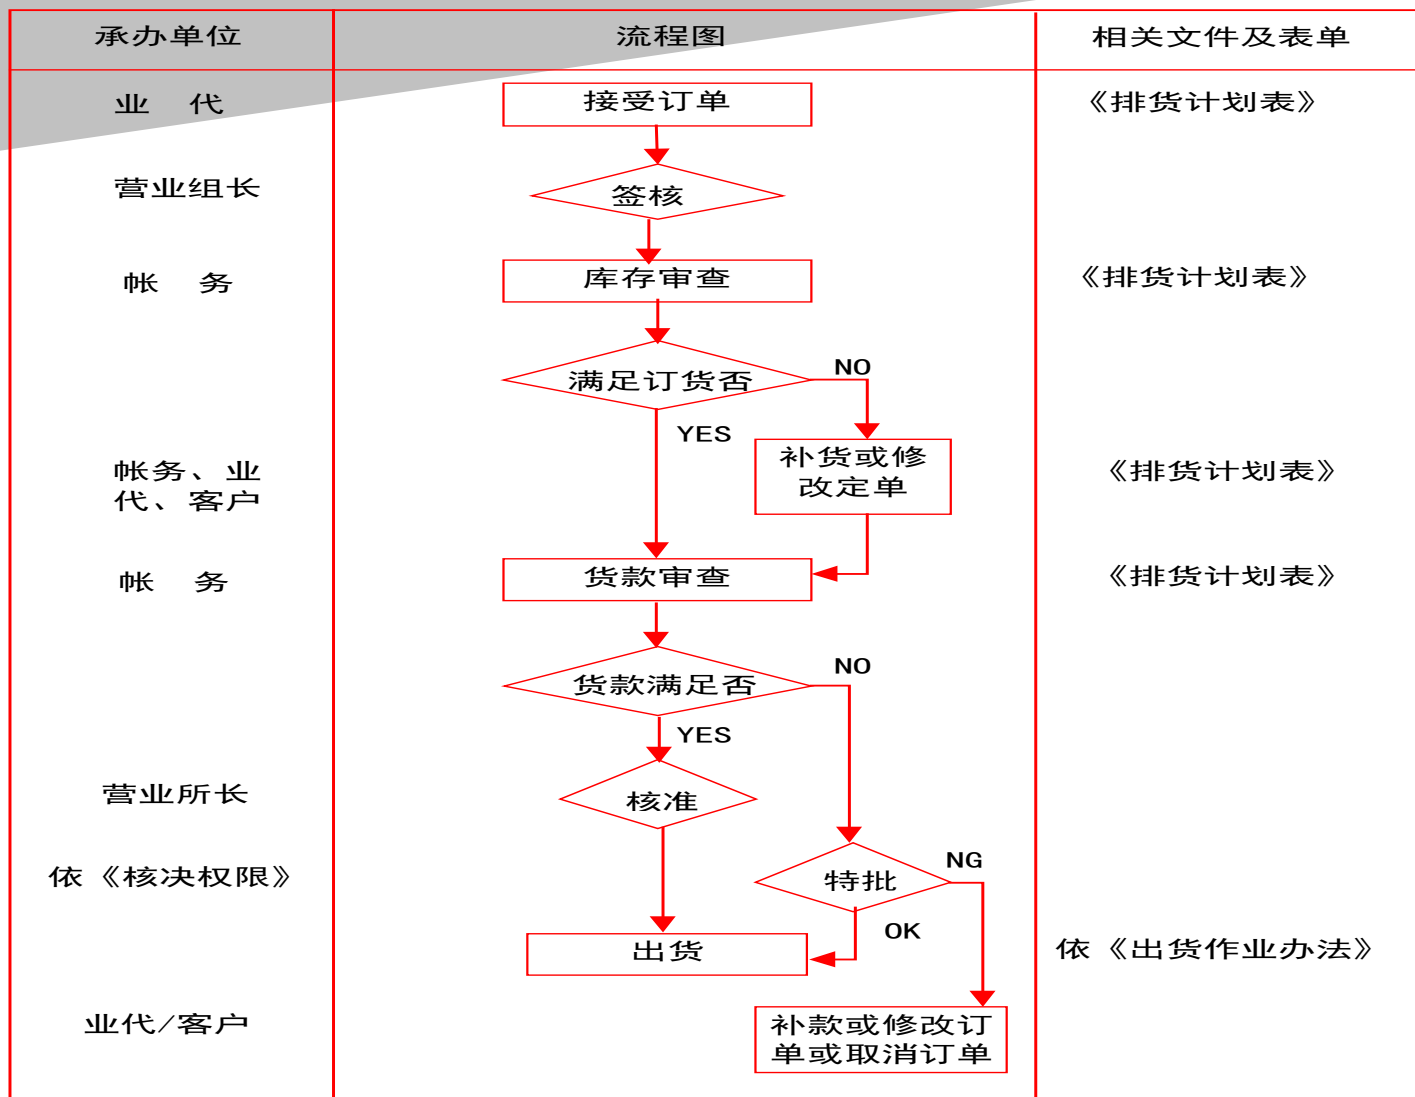 承办单位 流程图 相关文件及表单
业 代 接受订单 《排货计划表》
营业组长 签核
帐 务 库存审查 《排货计划表》
满足订货否 NO
YES
帐务、业
代、客户
补货或修
改定单
《排货计划表》
帐 务 货款审查 《排货计划表》
货款满足否 NO
YES
营业所长 核准
依《核决权限》 特批 NG
OK
出货 依《出货作业办法》
业代/客户
补款或修改订
单或取消订单